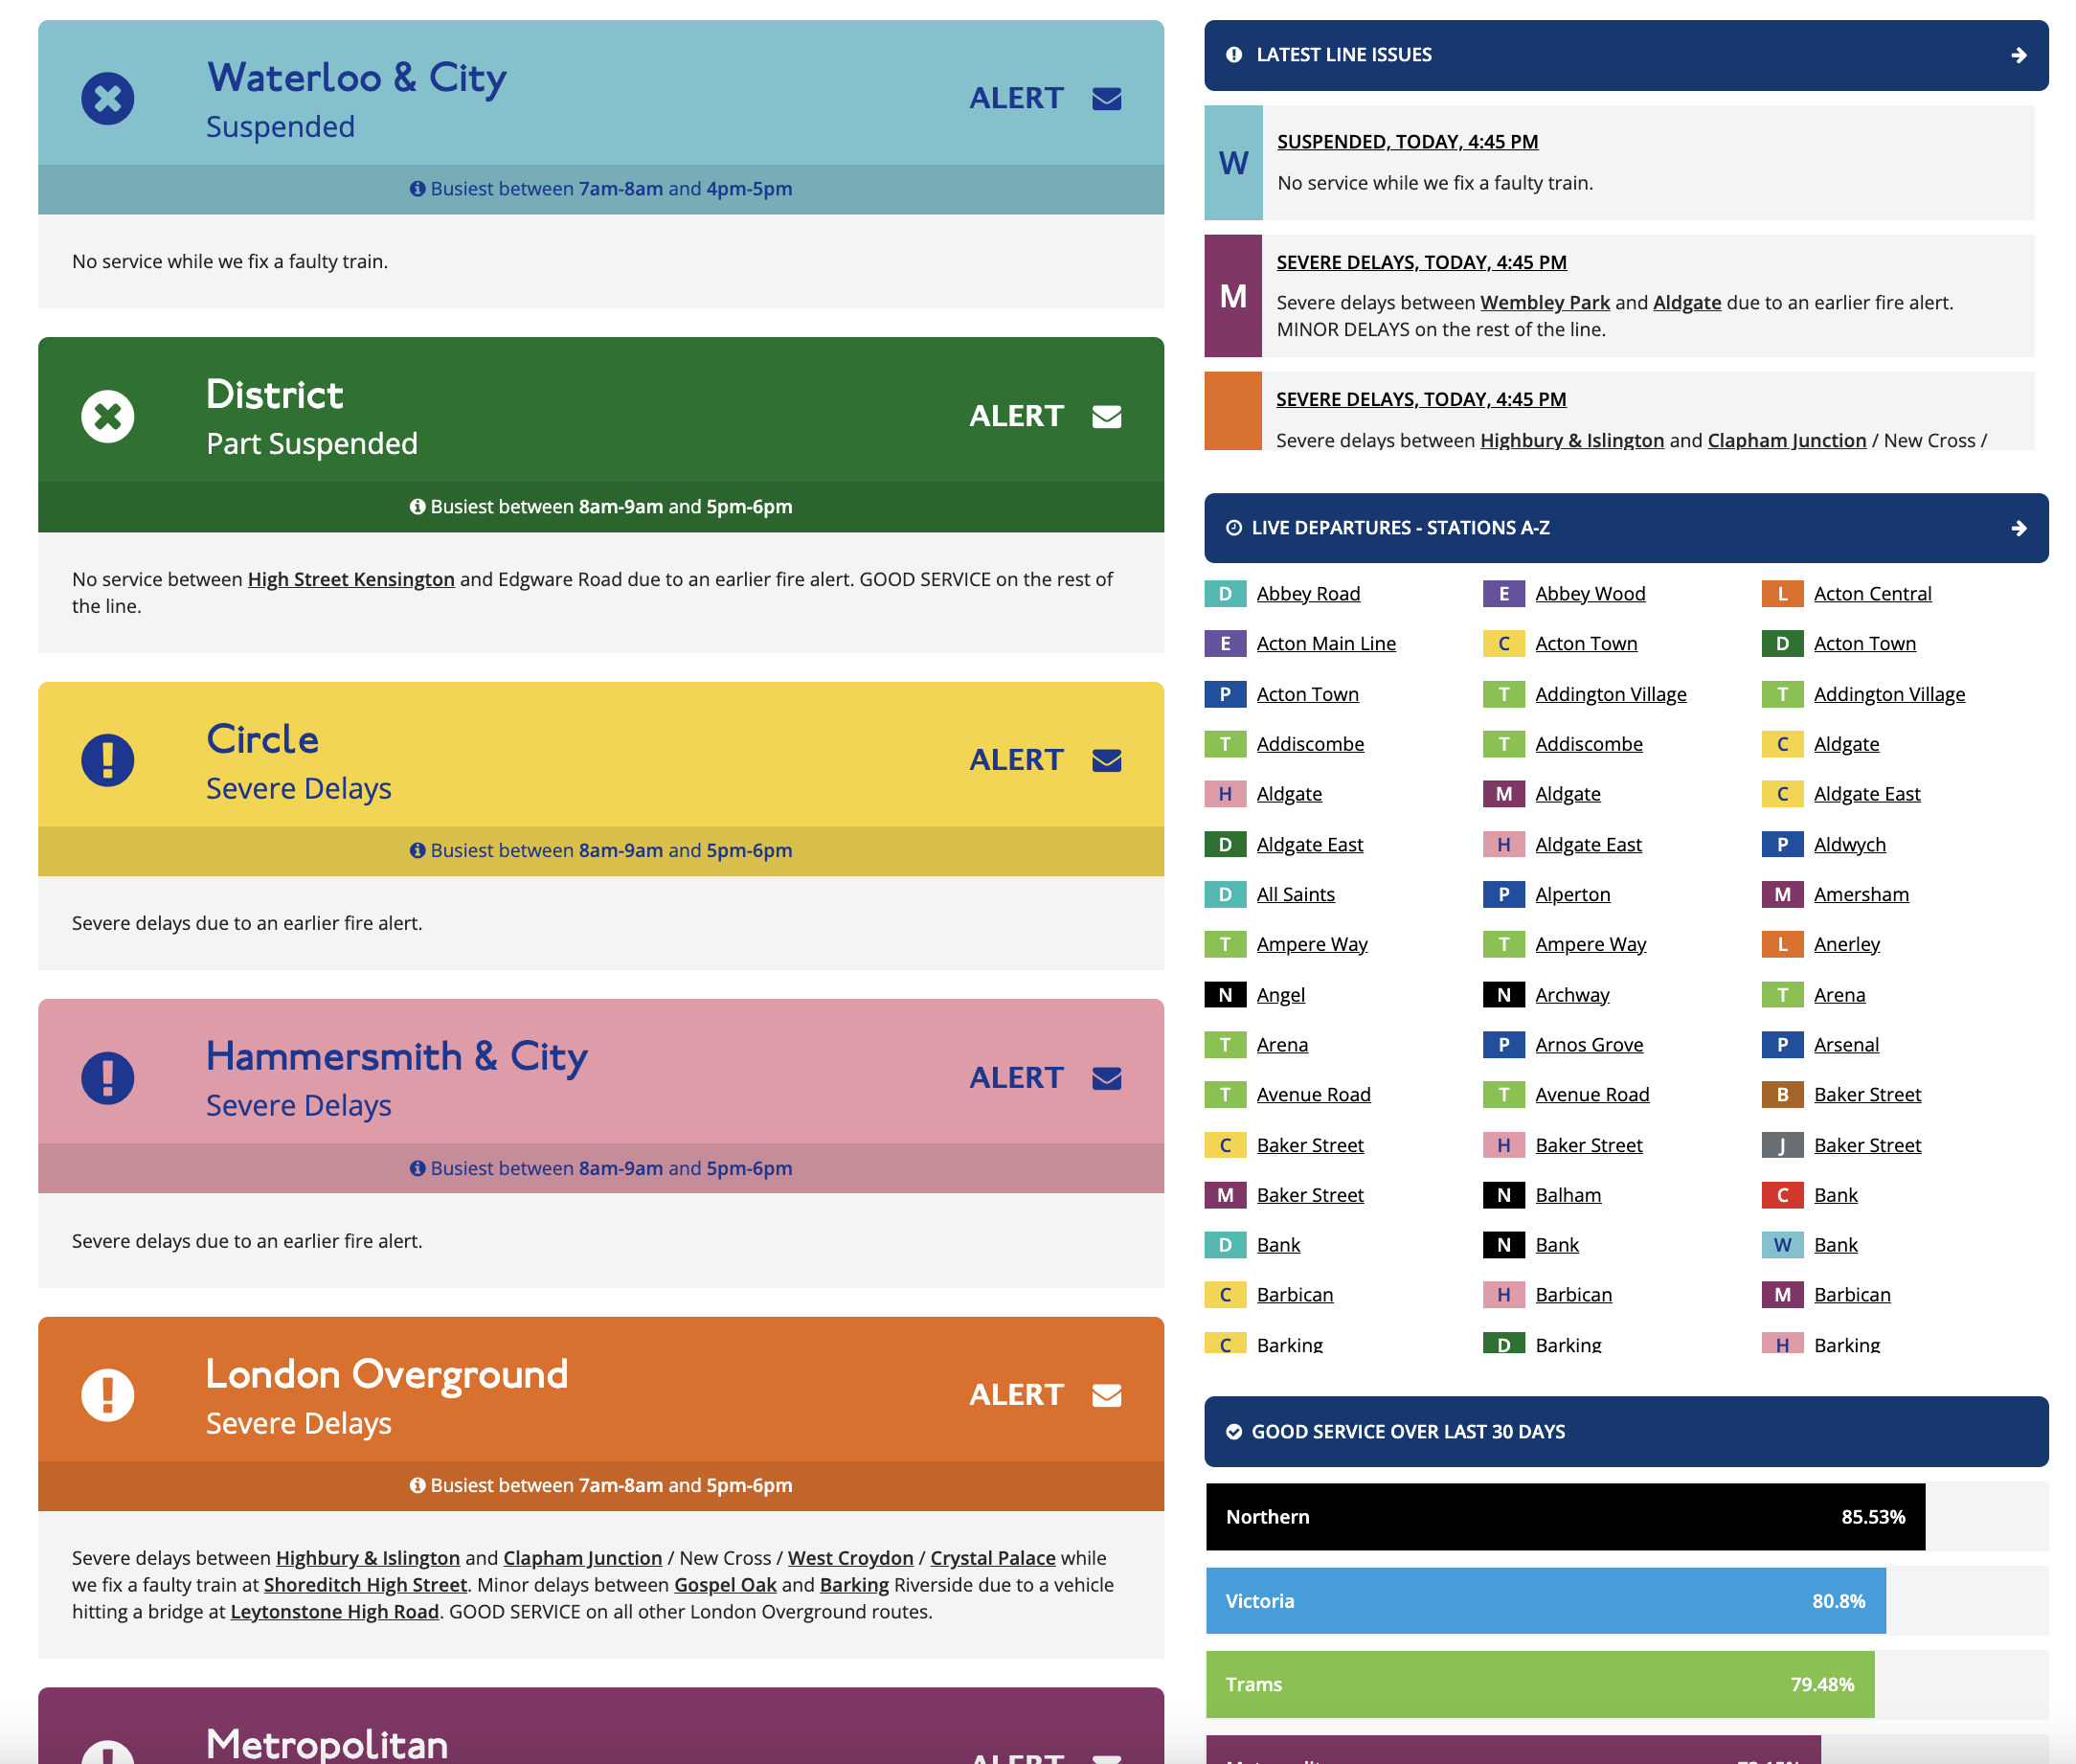 Waterloo & City
Suspended
ALERT
Busiest between 7am-8am and 4pm-5pm
No service while we fix a faulty train.
District
Part Suspended
ALERT
Busiest between 8am-9am and 5pm-6pm
No service between High Street Kensington and Edgware Road due to an earlier fire alert. GOOD SERVICE on the rest of
the line.
Circle
Severe Delays
ALERT
Busiest between 8am-9am and 5pm-6pm
Severe delays due to an earlier fire alert.
Hammersmith & City
Severe Delays
ALERT
Busiest between 8am-9am and 5pm-6pm
Severe delays due to an earlier fire alert.
London Overground
Severe Delays
ALERT
Busiest between 7am-8am and 5pm-6pm
Severe delays between Highbury & Islington and Clapham Junction / New Cross / West Croydon / Crystal Palace while
we fix a faulty train at Shoreditch High Street. Minor delays between Gospel Oak and Barking Riverside due to a vehicle
hitting a bridge at Leytonstone High Road. GOOD SERVICE on all other London Overground routes.
Metropolitan
ALERT
LATEST LINE ISSUES
W
SUSPENDED, TODAY, 4:45 PM
No service while we fix a faulty train.
M
SEVERE DELAYS, TODAY, 4:45 PM
Severe delays between Wembley Park and Aldgate due to an earlier fire alert.
MINOR DELAYS on the rest of the line.
SEVERE DELAYS, TODAY, 4:45 PM
Severe delays between Highbury & Islington and Clapham Junction / New Cross /
LIVE DEPARTURES - STATIONS A-Z
D Abbey Road E Abbey Wood L Acton Central
E Acton Main Line C Acton Town D Acton Town
P Acton Town T Addington Village T Addington Village
T Addiscombe T Addiscombe C Aldgate
H Aldgate M Aldgate C Aldgate East
D Aldgate East H Aldgate East P Aldwych
D All Saints P Alperton M Amersham
T Ampere Way T Ampere Way L Anerley
N Angel N Archway T Arena
T Arena P Arnos Grove P Arsenal
T Avenue Road T Avenue Road B Baker Street
C Baker Street H Baker Street J Baker Street
M Baker Street N Balham C Bank
D Bank N Bank W Bank
C Barbican H Barbican M Barbican
C Barking D Barking H Barking
GOOD SERVICE OVER LAST 30 DAYS
Northern 85.53%
Victoria 80.8%
Trams 79.48%